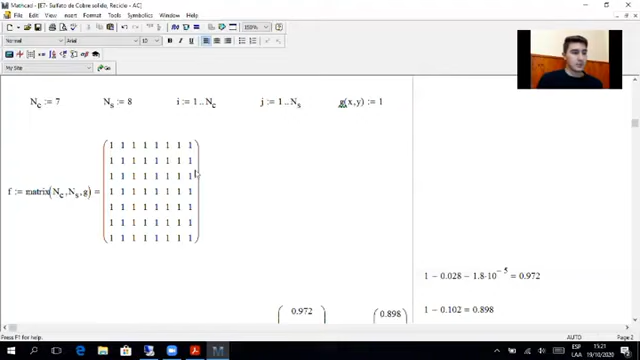 Mathcad - [E7- Sulfato de Cobre solido, Reciclo - AC]
File Edit View Insert Format Tools Symbolics Window Help
Normal Arial 10 B I U
My Site Go
N_c := 7 N_s := 8 i := 1 .. N_c j := 1 .. N_s g(x,y) := 1
1 1 1 1 1 1 1 1
1 1 1 1 1 1 1 1
1 1 1 1 1 1 1 1
f := matrix(N_c, N_s, g) = 1 1 1 1 1 1 1 1
1 1 1 1 1 1 1 1
1 1 1 1 1 1 1 1
1 1 1 1 1 1 1 1
1 - 0.028 - 1.8·10^-5 = 0.972
1 - 0.102 = 0.898
0.972 0.898
Press F1 for help. AUTO NUM Page 2
ESP 15:21
LAA 19/10/2020